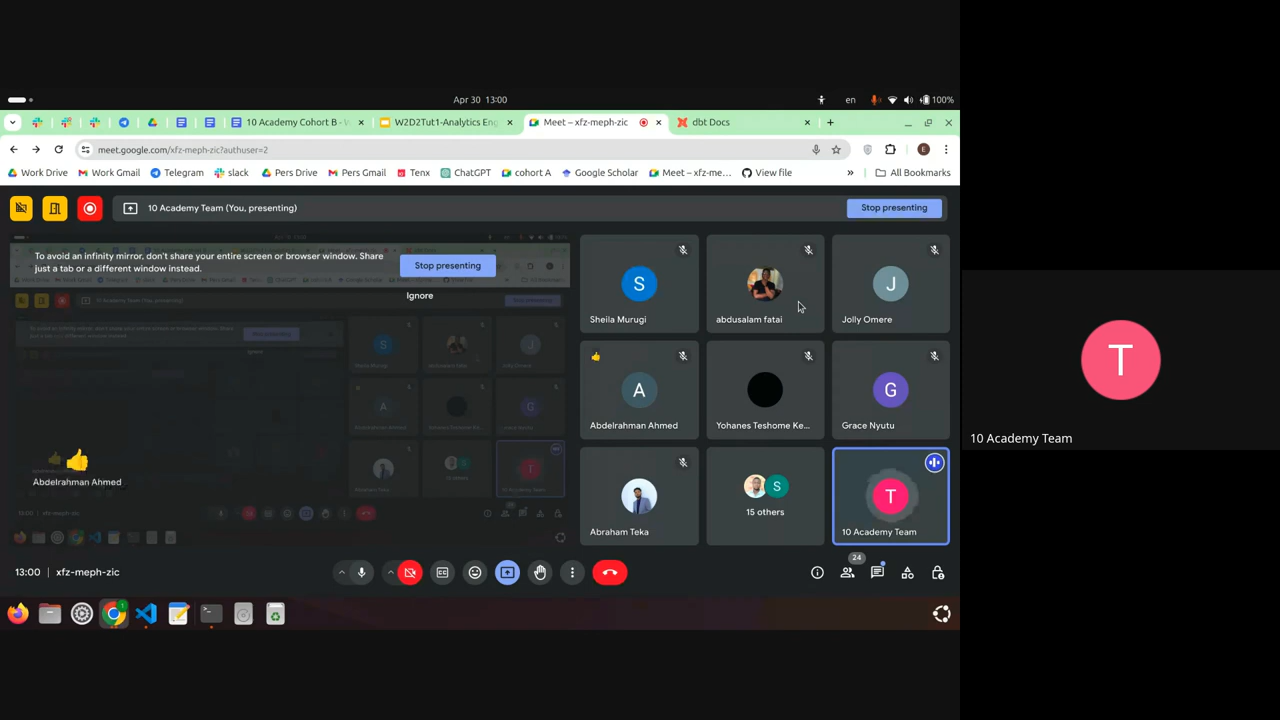 Apr 30 13:00
en
100%
10 Academy Cohort B - W
W2D2Tut1-Analytics Eng
Meet – xfz-meph-zic
dbt Docs
meet.google.com/xfz-meph-zic?authuser=2
E
Work Drive
Work Gmail
Telegram
slack
Pers Drive
Pers Gmail
Tenx
ChatGPT
cohort A
Google Scholar
Meet – xfz-me...
View file
»
All Bookmarks
10 Academy Team (You, presenting)
Stop presenting
To avoid an infinity mirror, don't share your entire screen or browser window. Share
just a tab or a different window instead.
Stop presenting
Ignore
S
Sheila Murugi
abdusalam fatai
J
Jolly Omere
A
Abdelrahman Ahmed
Yohanes Teshome Ke...
G
Grace Nyutu
Abraham Teka
S
15 others
T
10 Academy Team
Abdelrahman Ahmed
T
10 Academy Team
24
13:00
xfz-meph-zic